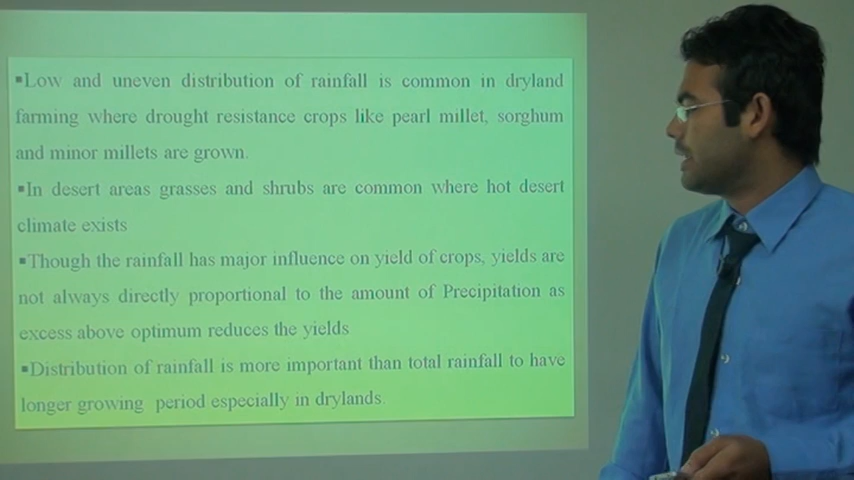 ▪Low and uneven distribution of rainfall is common in dryland
farming where drought resistance crops like pearl millet, sorghum
and minor millets are grown.
▪In desert areas grasses and shrubs are common where hot desert
climate exists
▪Though the rainfall has major influence on yield of crops, yields are
not always directly proportional to the amount of Precipitation as
excess above optimum reduces the yields
▪Distribution of rainfall is more important than total rainfall to have
longer growing period especially in drylands.